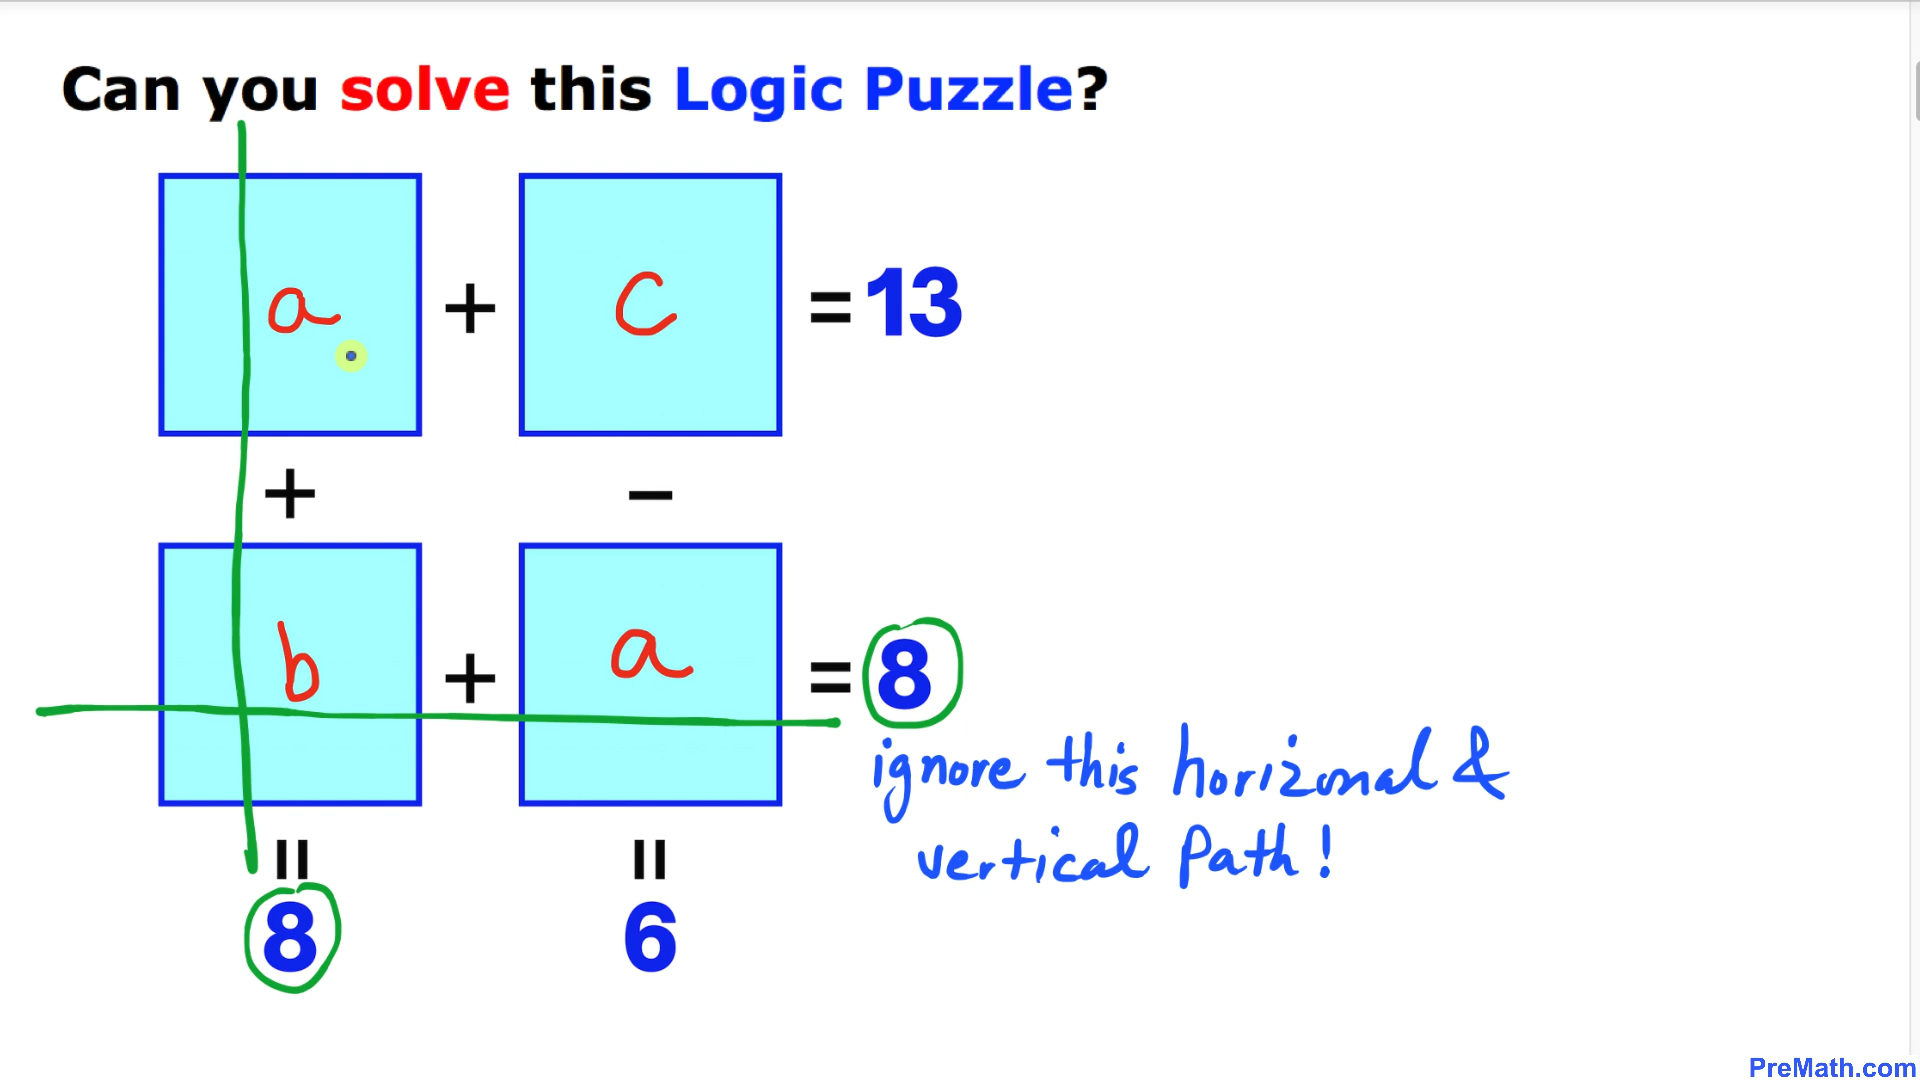 Can you solve this Logic Puzzle?
a + c = 13
+ −
b + a = 8
ignore this horizonal &
vertical path!
= =
8 6
PreMath.com